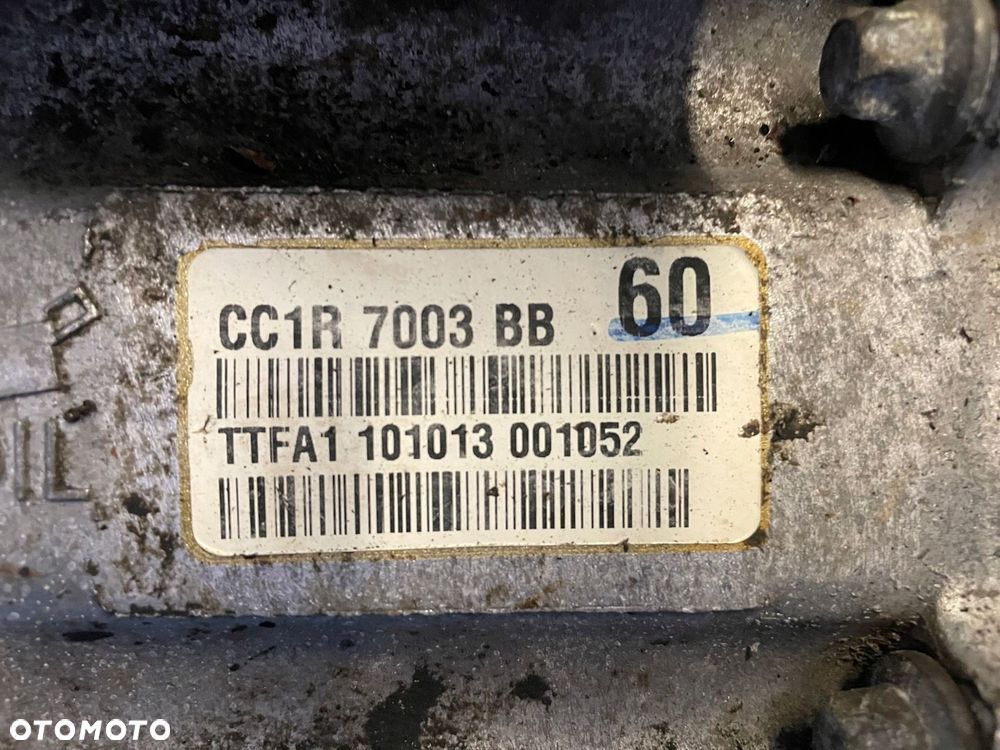 CC1R 7003 BB 60
TTFA1 101013 001052
OTOMOTO